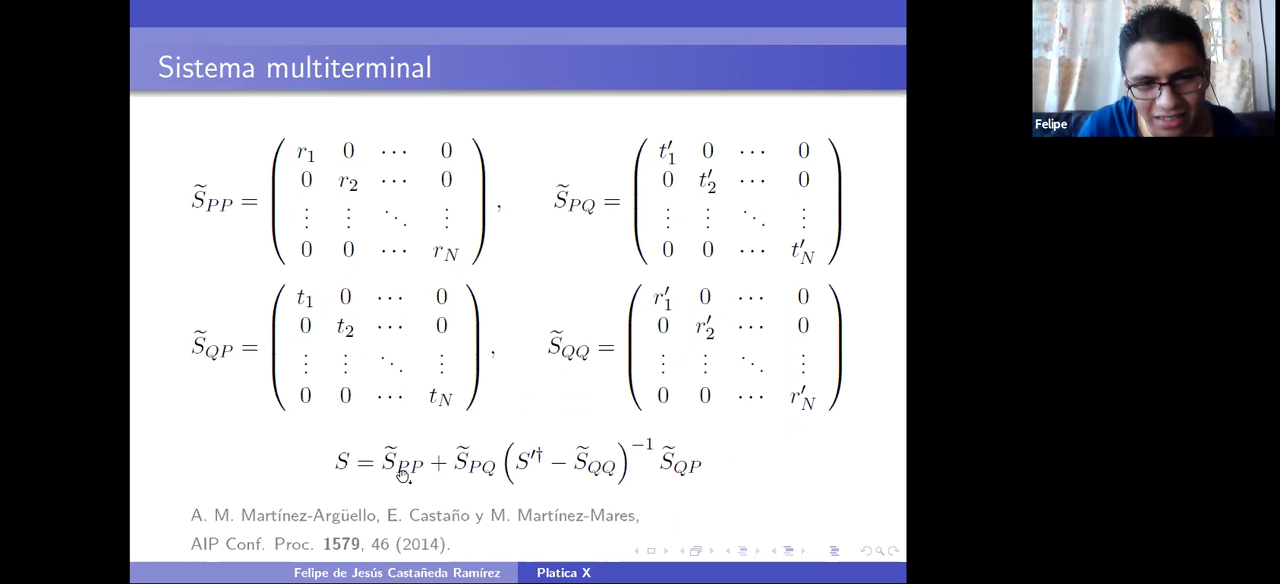 Sistema multiterminal
Felipe
S̃_PP = ( r_1 0 ⋯ 0
0 r_2 ⋯ 0
⋮ ⋮ ⋱ ⋮
0 0 ⋯ r_N ) ,
S̃_PQ = ( t′_1 0 ⋯ 0
0 t′_2 ⋯ 0
⋮ ⋮ ⋱ ⋮
0 0 ⋯ t′_N )
S̃_QP = ( t_1 0 ⋯ 0
0 t_2 ⋯ 0
⋮ ⋮ ⋱ ⋮
0 0 ⋯ t_N ) ,
S̃_QQ = ( r′_1 0 ⋯ 0
0 r′_2 ⋯ 0
⋮ ⋮ ⋱ ⋮
0 0 ⋯ r′_N )
S = S̃_PP + S̃_PQ ( S′† − S̃_QQ )^−1 S̃_QP
A. M. Martínez-Argüello, E. Castaño y M. Martínez-Mares,
AIP Conf. Proc. 1579, 46 (2014).
Felipe de Jesús Castañeda Ramírez Platica X